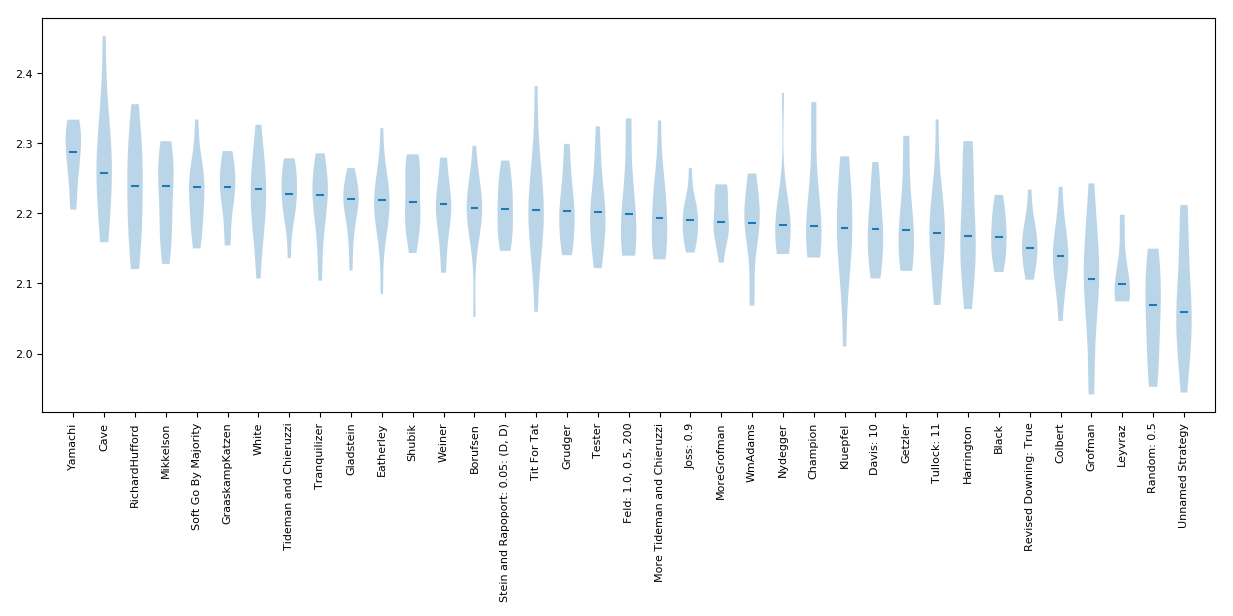 2.4
2.3
2.2
2.1
2.0
Yamachi
Cave
RichardHufford
Mikkelson
Soft Go By Majority
GraaskampKatzen
White
Tideman and Chieruzzi
Tranquilizer
Gladstein
Eatherley
Shubik
Weiner
Borufsen
Stein and Rapoport: 0.05: (D, D)
Tit For Tat
Grudger
Tester
Feld: 1.0, 0.5, 200
More Tideman and Chieruzzi
Joss: 0.9
MoreGrofman
WmAdams
Nydegger
Champion
Kluepfel
Davis: 10
Getzler
Tullock: 11
Harrington
Black
Revised Downing: True
Colbert
Grofman
Leyvraz
Random: 0.5
Unnamed Strategy